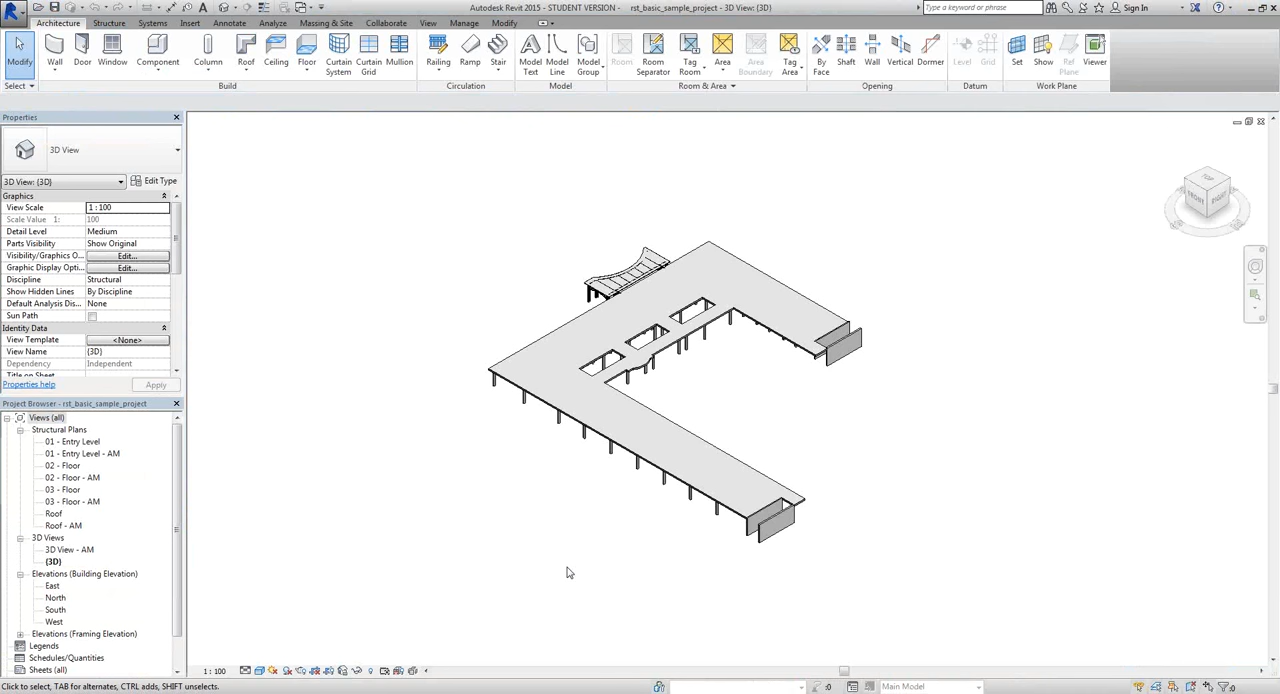 Autodesk Revit 2015 - STUDENT VERSION - rst_basic_sample_project - 3D View: {3D}
Type a keyword or phrase
Sign In
Architecture Structure Systems Insert Annotate Analyze Massing & Site Collaborate View Manage Modify
Modify Wall Door Window Component Column Roof Ceiling Floor Curtain System Curtain Grid Mullion Railing Ramp Stair Model Text Model Line Model Group Room Room Separator Tag Room Area Area Boundary Tag Area By Face Shaft Wall Vertical Dormer Level Grid Set Show Ref Plane Viewer
Select Build Circulation Model Room & Area Opening Datum Work Plane
Properties
3D View
3D View: {3D} Edit Type
Graphics
View Scale 1 : 100
Scale Value 1: 100
Detail Level Medium
Parts Visibility Show Original
Visibility/Graphics O... Edit...
Graphic Display Opti... Edit...
Discipline Structural
Show Hidden Lines By Discipline
Default Analysis Dis... None
Sun Path
Identity Data
View Template <None>
View Name {3D}
Dependency Independent
Title on Sheet
Properties help Apply
Project Browser - rst_basic_sample_project
Views (all)
Structural Plans
01 - Entry Level
01 - Entry Level - AM
02 - Floor
02 - Floor - AM
03 - Floor
03 - Floor - AM
Roof
Roof - AM
3D Views
3D View - AM
{3D}
Elevations (Building Elevation)
East
North
South
West
Elevations (Framing Elevation)
Legends
Schedules/Quantities
Sheets (all)
TOP
FRONT
RIGHT
1 : 100
Click to select, TAB for alternates, CTRL adds, SHIFT unselects.
:0
Main Model
:0